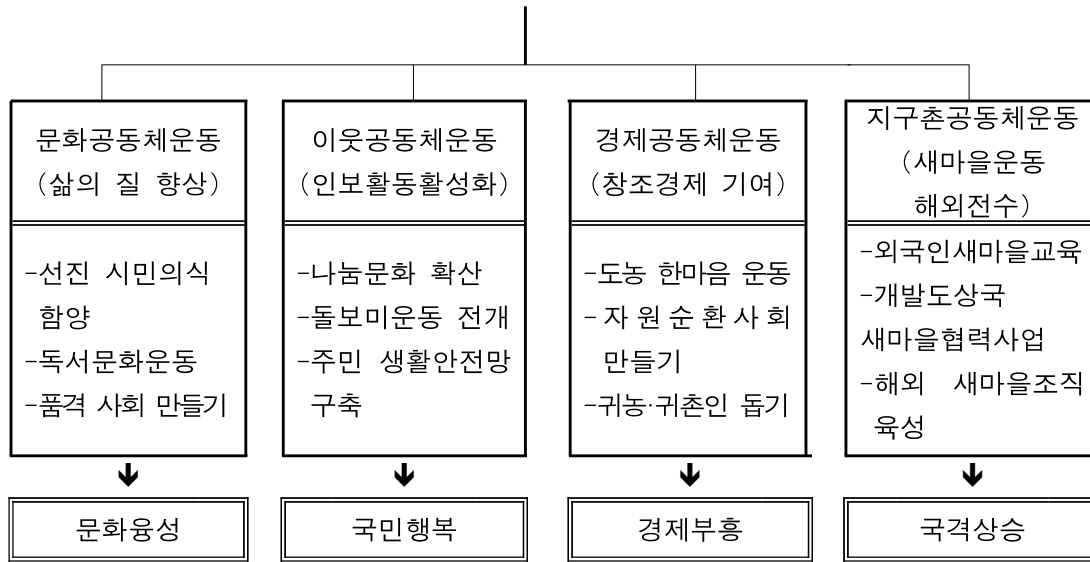 문화공동체운동
(삶의 질 향상)
-선진 시민의식
함양
-독서문화운동
-품격 사회 만들기
문화융성
이웃공동체운동
(인보활동활성화)
-나눔문화 확산
-돌보미운동 전개
-주민 생활안전망
구축
국민행복
경제공동체운동
(창조경제 기여)
-도농 한마음 운동
-자원순환사회
만들기
-귀농·귀촌인 돕기
경제부흥
지구촌공동체운동
(새마을운동
해외전수)
-외국인새마을교육
-개발도상국
새마을협력사업
-해외 새마을조직
육성
국격상승